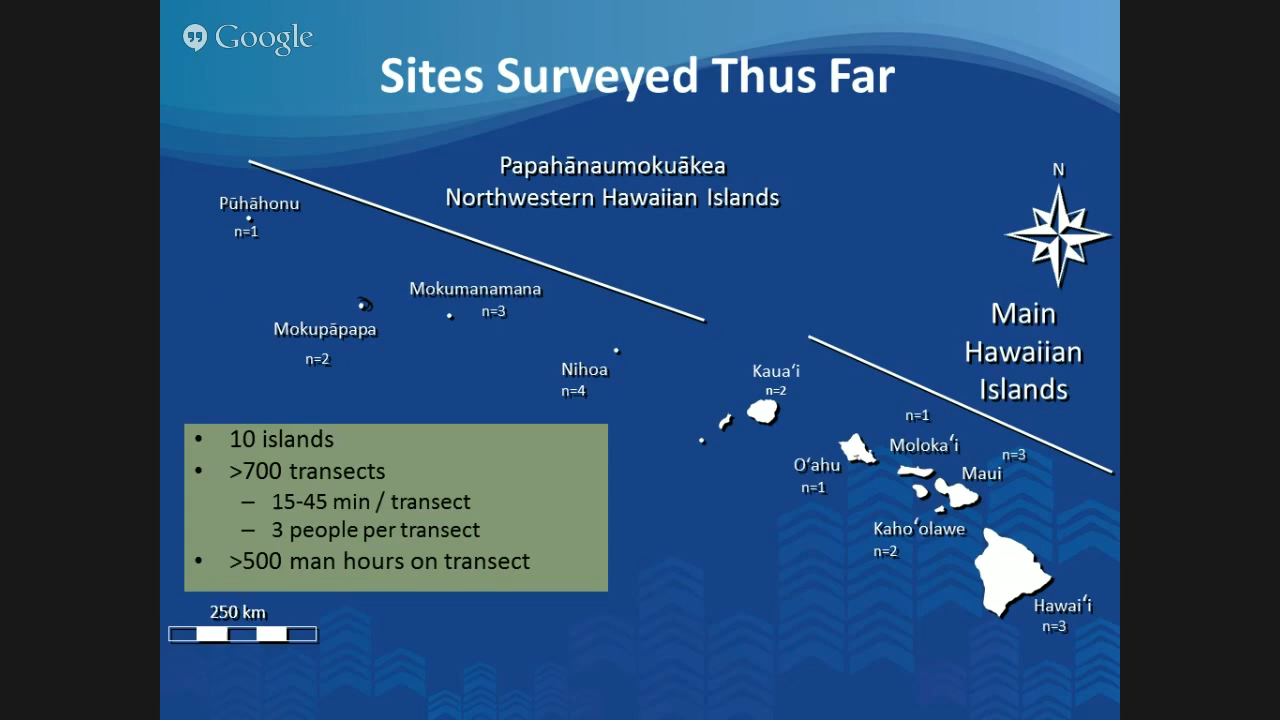 Google
Sites Surveyed Thus Far
Papahānaumokuākea
Northwestern Hawaiian Islands
N
Pūhāhonu
n=1
Mokumanamana
n=3
Mokupāpapa
n=2
Nihoa
n=4
Main
Hawaiian
Islands
Kauaʻi
n=2
n=1
Molokaʻi
n=3
Maui
Oʻahu
n=1
Kahoʻolawe
n=2
Hawaiʻi
n=3
• 10 islands
• >700 transects
– 15-45 min / transect
– 3 people per transect
• >500 man hours on transect
250 km